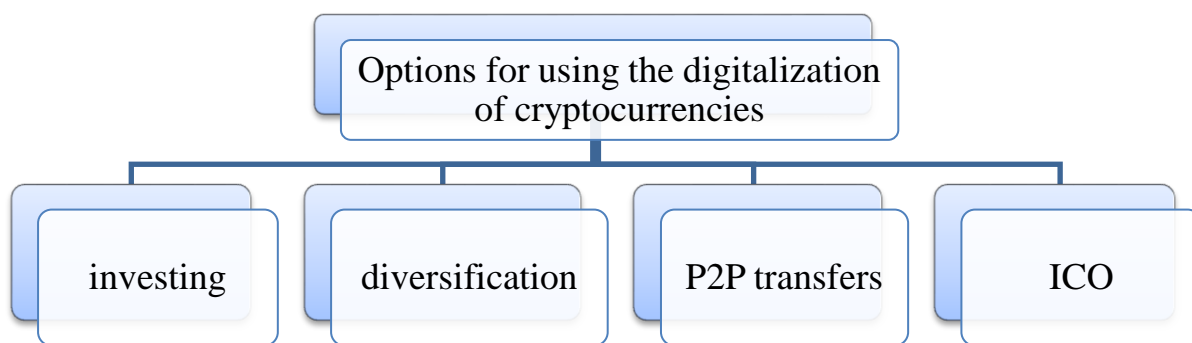 Options for using the digitalization
of cryptocurrencies
investing
diversification
P2P transfers
ICO